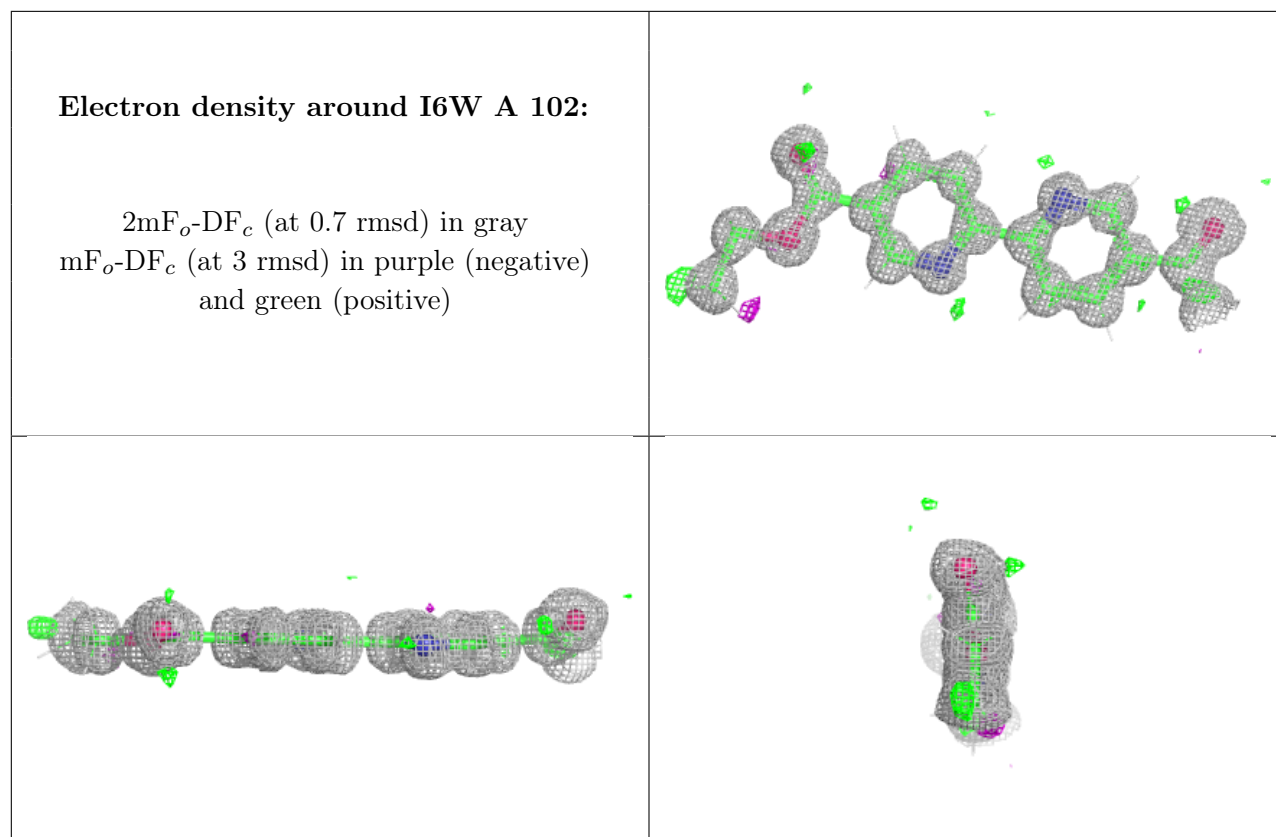 Electron density around I6W A 102:
2mFo-DFc (at 0.7 rmsd) in gray
mFo-DFc (at 3 rmsd) in purple (negative)
and green (positive)